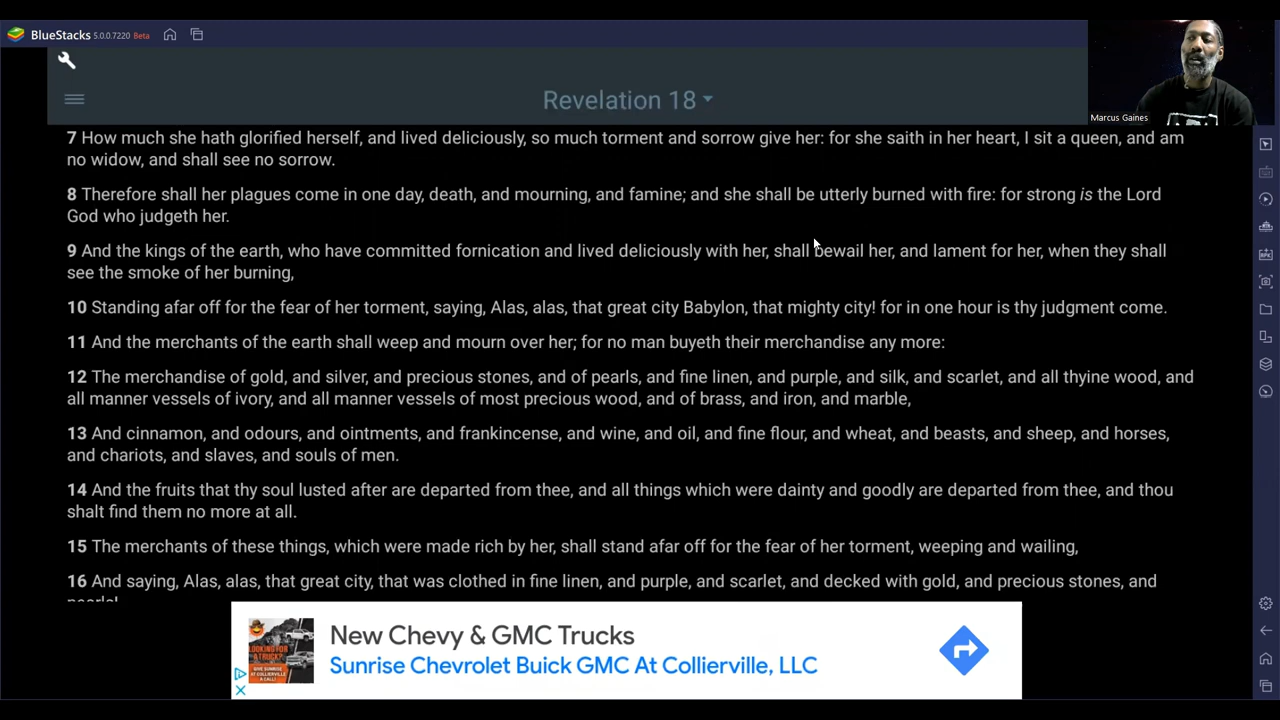 BlueStacks 5.0.0.7220 Beta
Marcus Gaines
Revelation 18
7 How much she hath glorified herself, and lived deliciously, so much torment and sorrow give her: for she saith in her heart, I sit a queen, and am
no widow, and shall see no sorrow.
8 Therefore shall her plagues come in one day, death, and mourning, and famine; and she shall be utterly burned with fire: for strong is the Lord
God who judgeth her.
9 And the kings of the earth, who have committed fornication and lived deliciously with her, shall bewail her, and lament for her, when they shall
see the smoke of her burning,
10 Standing afar off for the fear of her torment, saying, Alas, alas, that great city Babylon, that mighty city! for in one hour is thy judgment come.
11 And the merchants of the earth shall weep and mourn over her; for no man buyeth their merchandise any more:
12 The merchandise of gold, and silver, and precious stones, and of pearls, and fine linen, and purple, and silk, and scarlet, and all thyine wood, and
all manner vessels of ivory, and all manner vessels of most precious wood, and of brass, and iron, and marble,
13 And cinnamon, and odours, and ointments, and frankincense, and wine, and oil, and fine flour, and wheat, and beasts, and sheep, and horses,
and chariots, and slaves, and souls of men.
14 And the fruits that thy soul lusted after are departed from thee, and all things which were dainty and goodly are departed from thee, and thou
shalt find them no more at all.
15 The merchants of these things, which were made rich by her, shall stand afar off for the fear of her torment, weeping and wailing,
16 And saying, Alas, alas, that great city, that was clothed in fine linen, and purple, and scarlet, and decked with gold, and precious stones, and
pearls!
LOOKING FOR
A TRUCK?
GIVE SUNRISE
AT COLLIERVILLE
A CALL!
New Chevy & GMC Trucks
Sunrise Chevrolet Buick GMC At Collierville, LLC